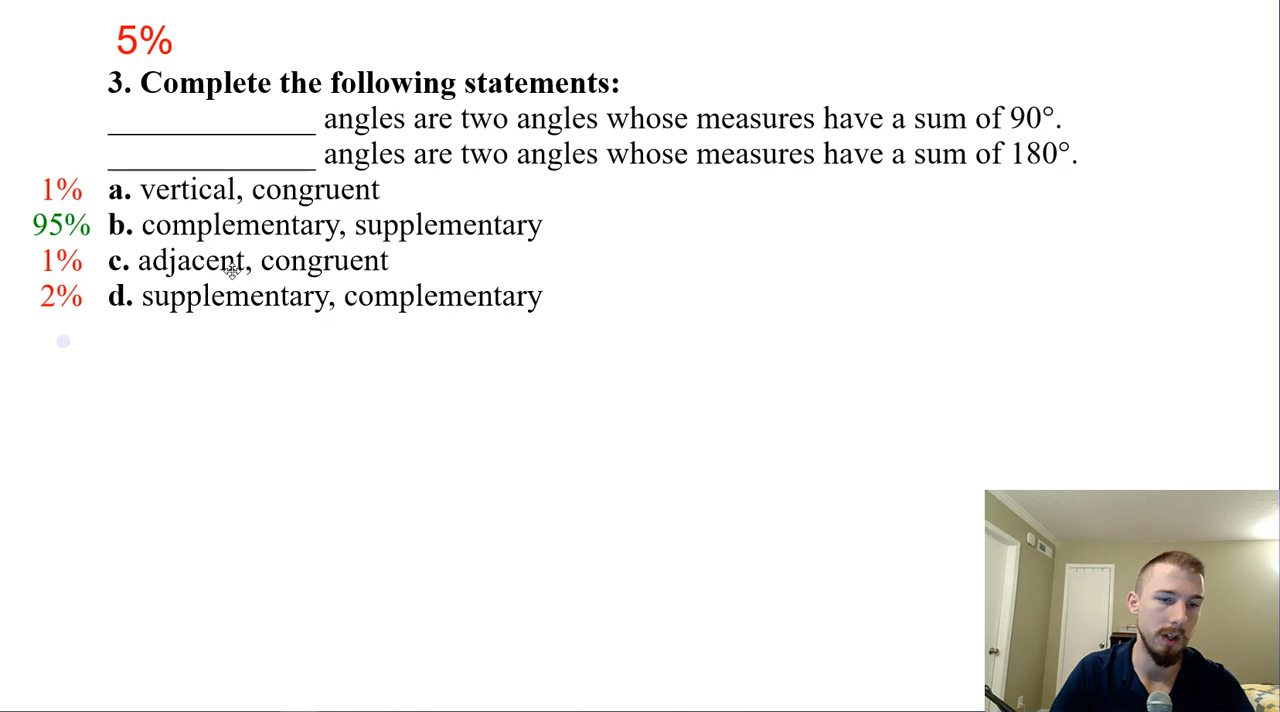 5%
3. Complete the following statements:
_____________ angles are two angles whose measures have a sum of 90°.
_____________ angles are two angles whose measures have a sum of 180°.
1% a. vertical, congruent
95% b. complementary, supplementary
1% c. adjacent, congruent
2% d. supplementary, complementary